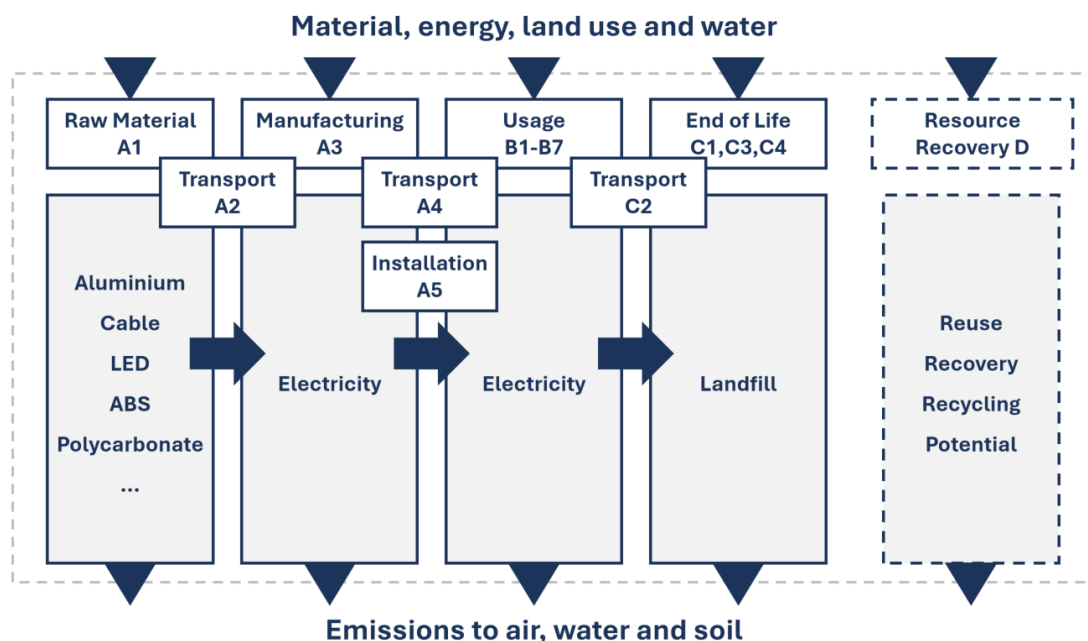 Material, energy, land use and water
Raw Material
A1
Manufacturing
A3
Usage
B1-B7
End of Life
C1,C3,C4
Resource
Recovery D
Transport
A2
Transport
A4
Transport
C2
Installation
A5
Aluminium
Cable
LED
ABS
Polycarbonate
...
Electricity
Electricity
Landfill
Reuse
Recovery
Recycling
Potential
Emissions to air, water and soil